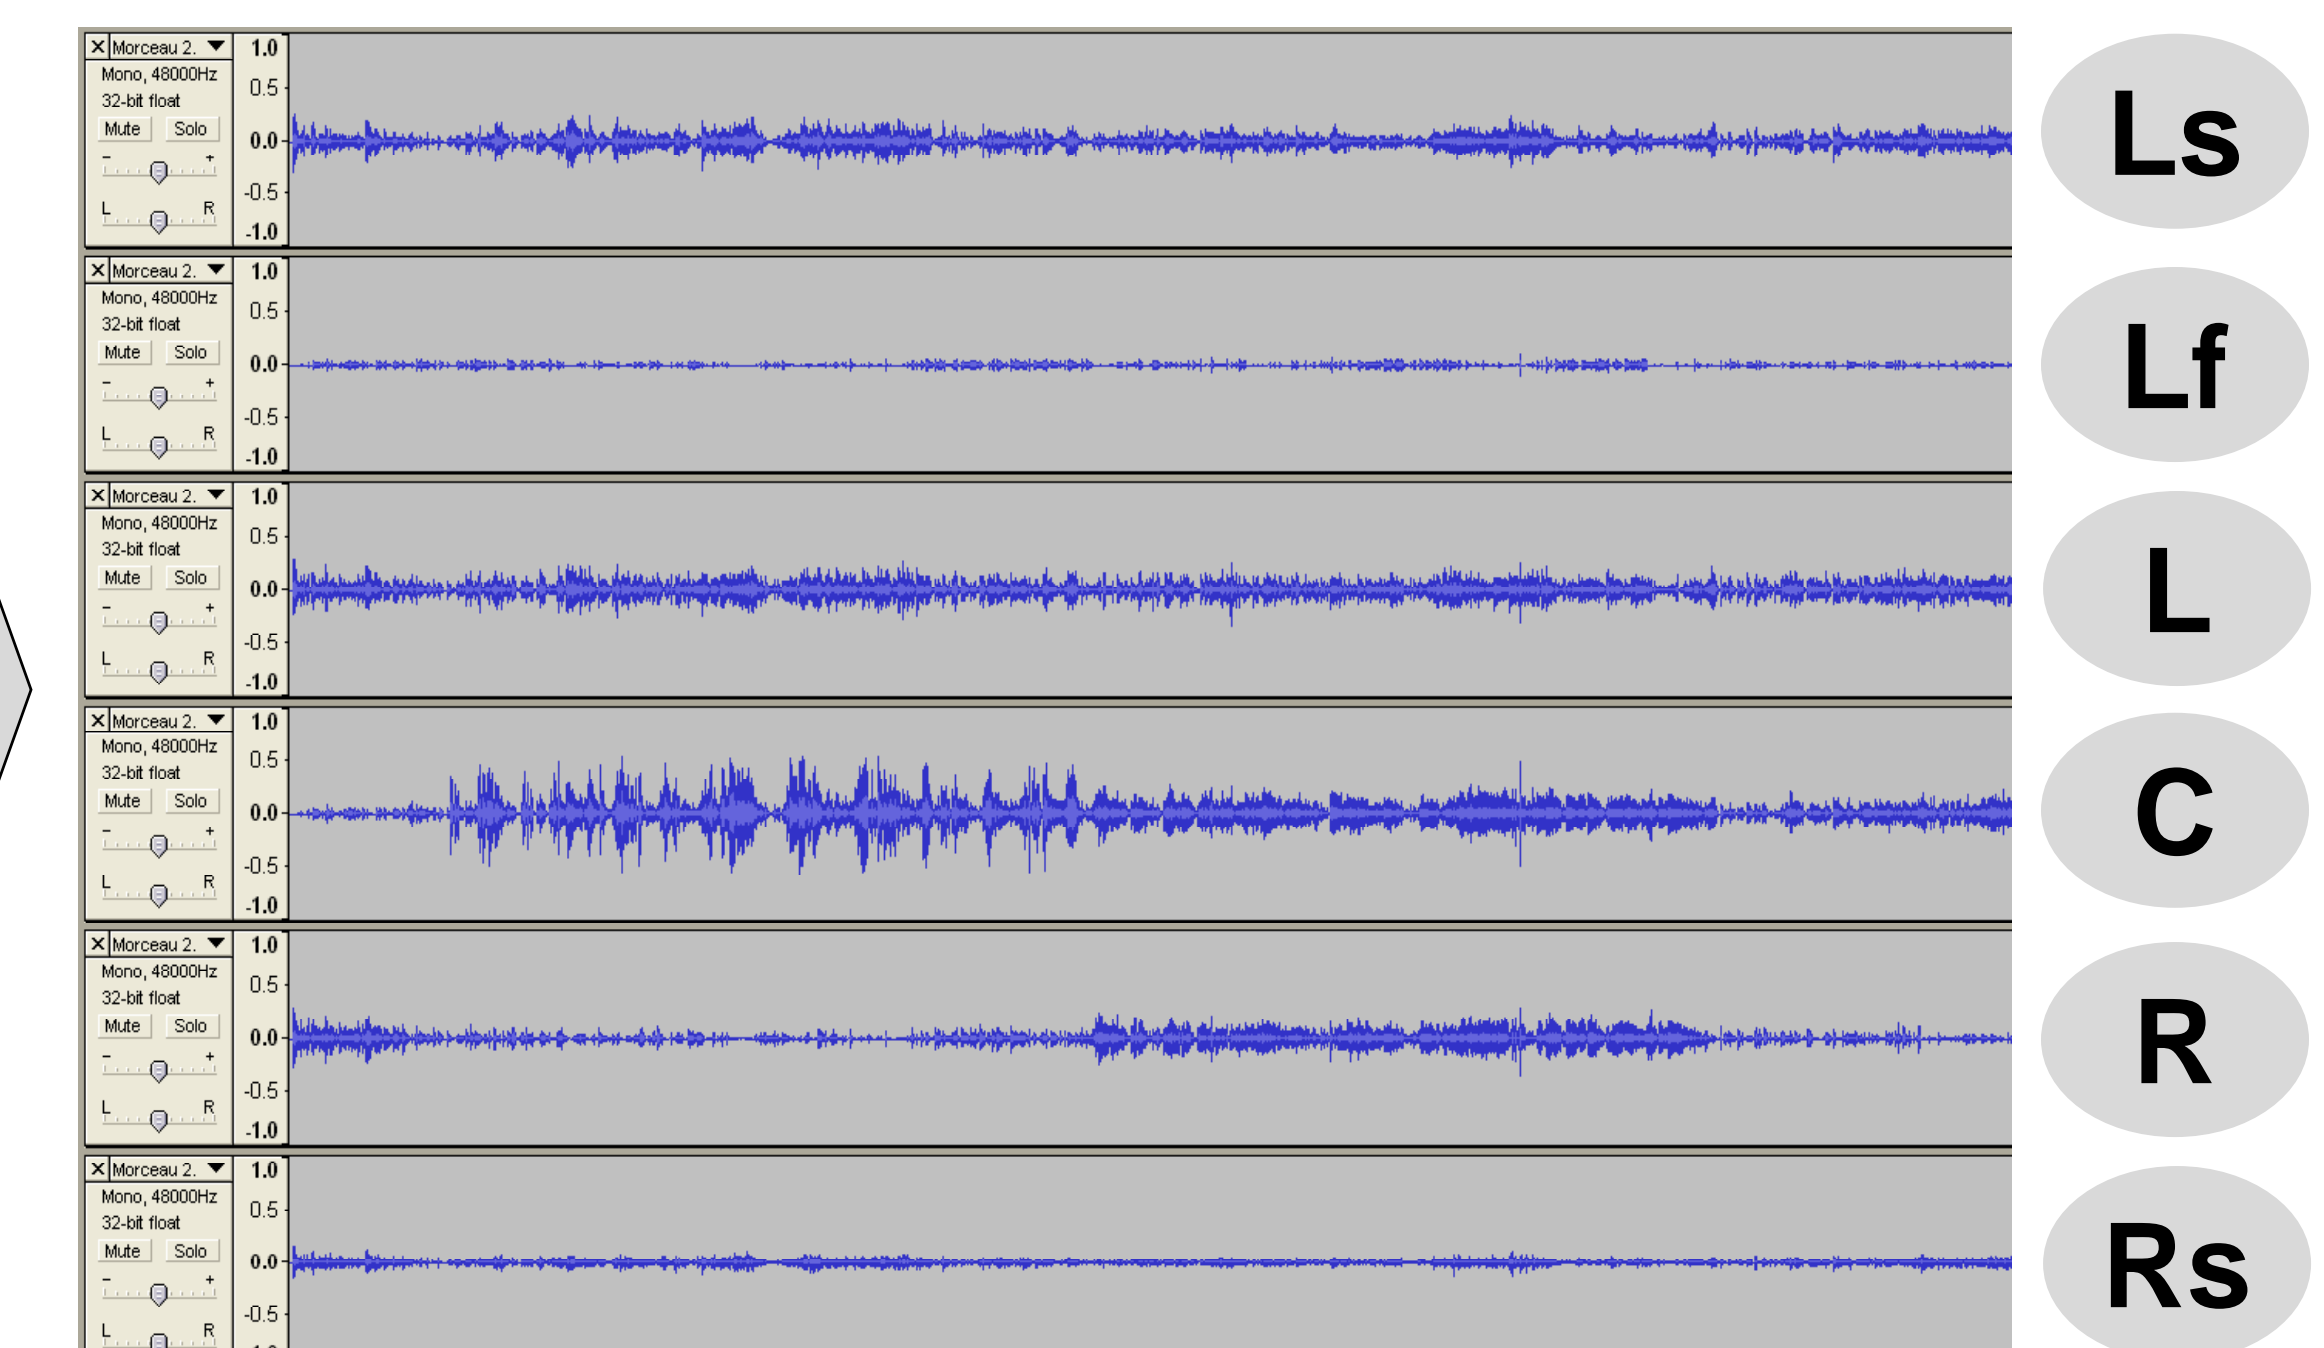 Morceau 2.
Mono, 48000Hz
32-bit float
Mute Solo
- +
L R
1.0
0.5
0.0
-0.5
-1.0
Ls
Morceau 2.
Mono, 48000Hz
32-bit float
Mute Solo
- +
L R
1.0
0.5
0.0
-0.5
-1.0
Lf
Morceau 2.
Mono, 48000Hz
32-bit float
Mute Solo
- +
L R
1.0
0.5
0.0
-0.5
-1.0
L
Morceau 2.
Mono, 48000Hz
32-bit float
Mute Solo
- +
L R
1.0
0.5
0.0
-0.5
-1.0
C
Morceau 2.
Mono, 48000Hz
32-bit float
Mute Solo
- +
L R
1.0
0.5
0.0
-0.5
-1.0
R
Morceau 2.
Mono, 48000Hz
32-bit float
Mute Solo
- +
L R
1.0
0.5
0.0
-0.5
Rs